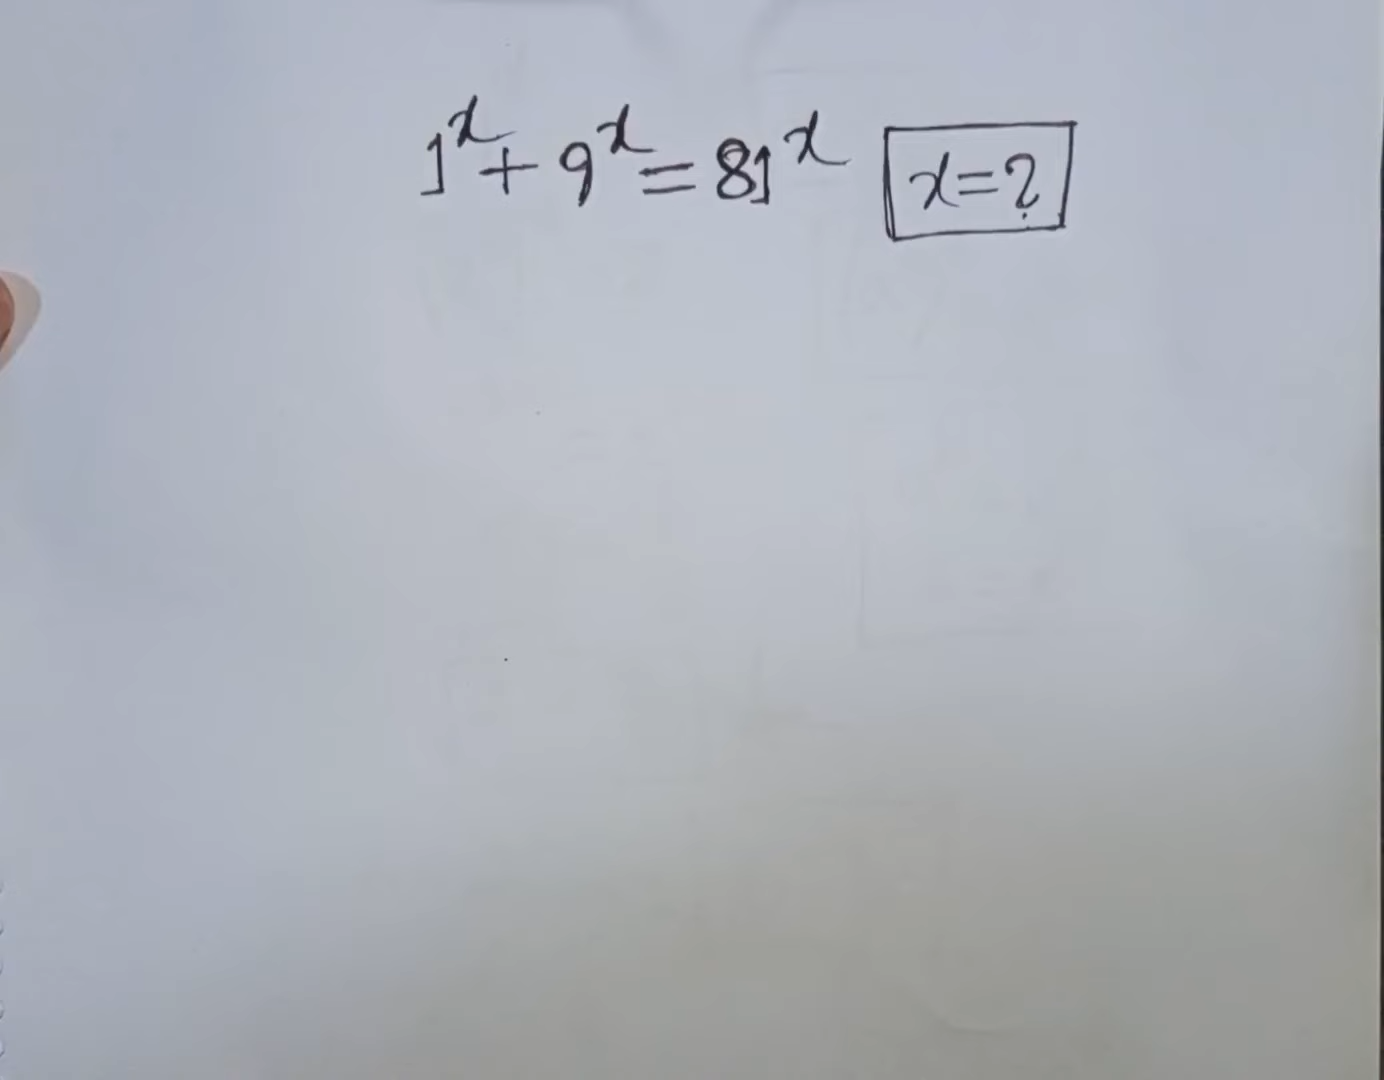 1^x + 9^x = 81^x x = ?